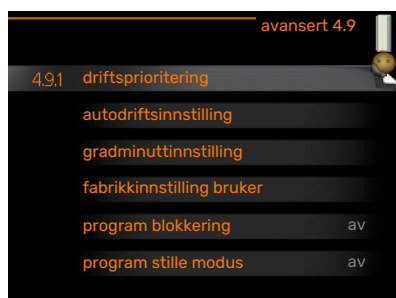 avansert 4.9
4.9.1 driftsprioritering
autodriftsinnstilling
gradminuttinnstilling
fabrikkinnstilling bruker
program blokkering av
program stille modus av